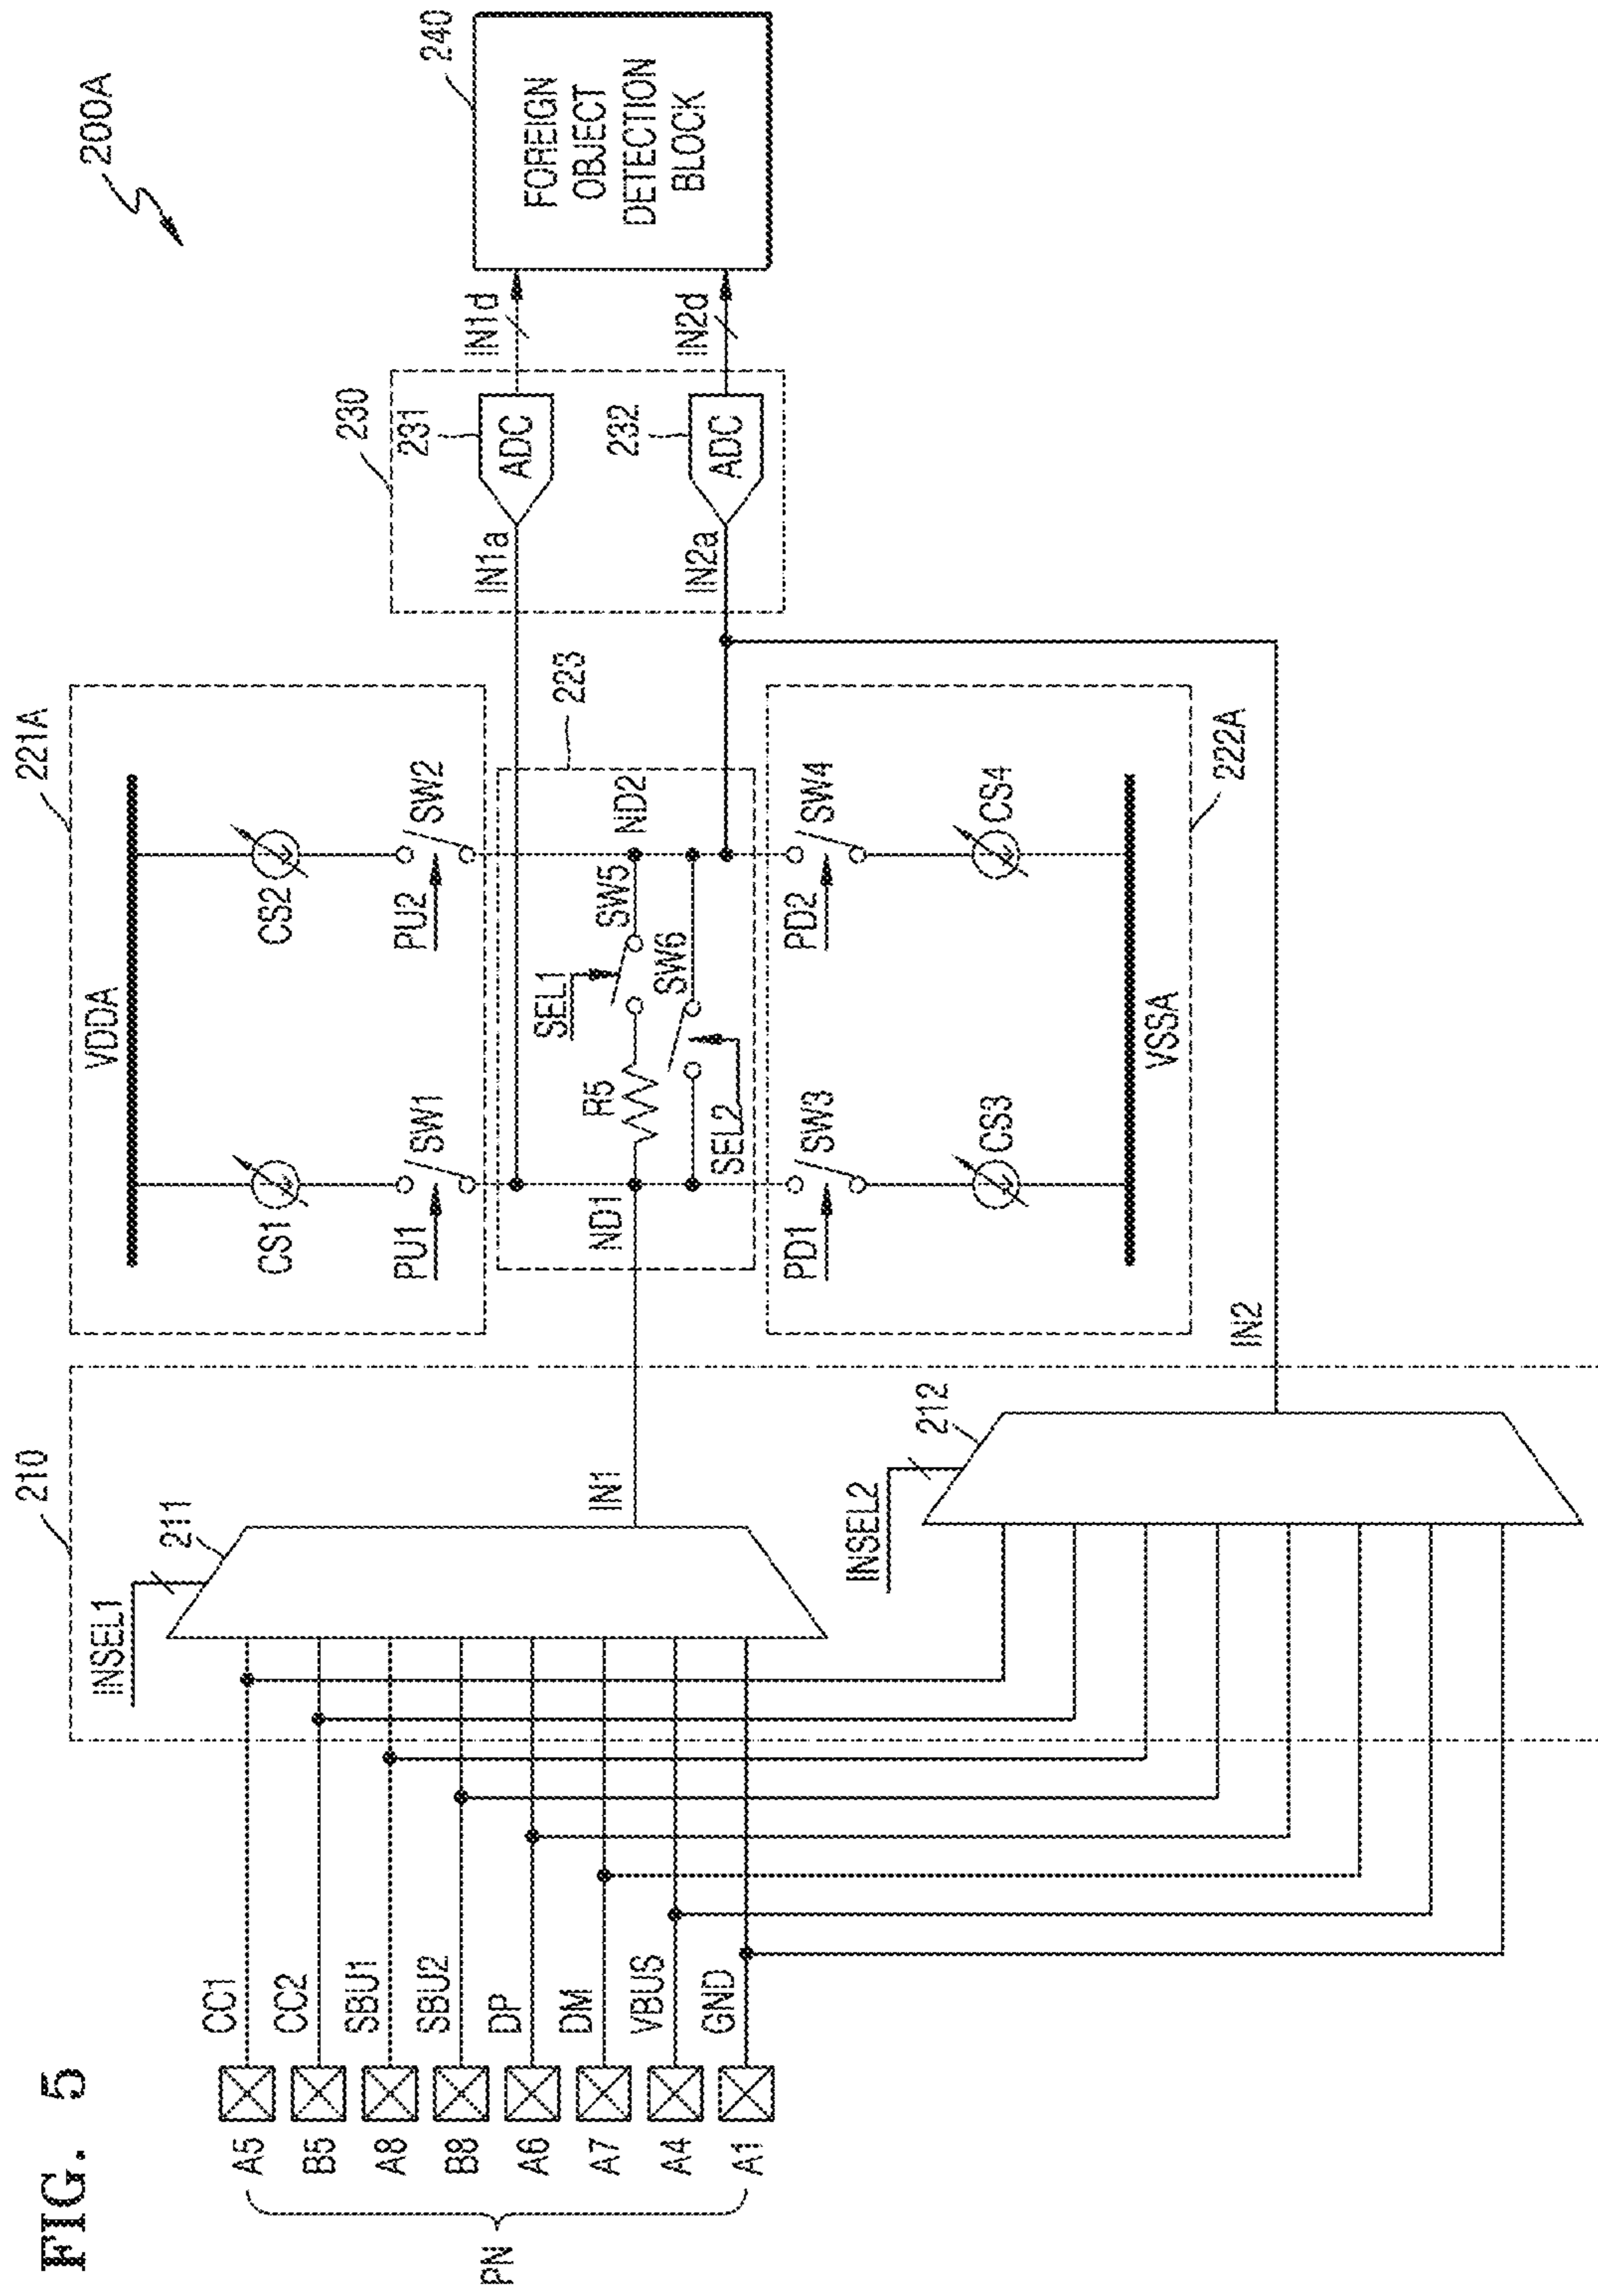 FIG. 5
200A
PN
A5
B5
A8
B8
A6
A7
A4
A1
CC1
CC2
SBU1
SBU2
DP
DM
VBUS
GND
210
INSEL1
211
IN1
INSEL2
212
IN2
221A
VDDA
CS1
CS2
PU1
SW1
PU2
SW2
223
ND1
R5
SEL1
SW5
ND2
SEL2
SW6
PD1
SW3
PD2
SW4
CS3
CS4
VSSA
222A
230
IN1a
231
ADC
IN1d
IN2a
232
ADC
IN2d
240
FOREIGN
OBJECT
DETECTION
BLOCK